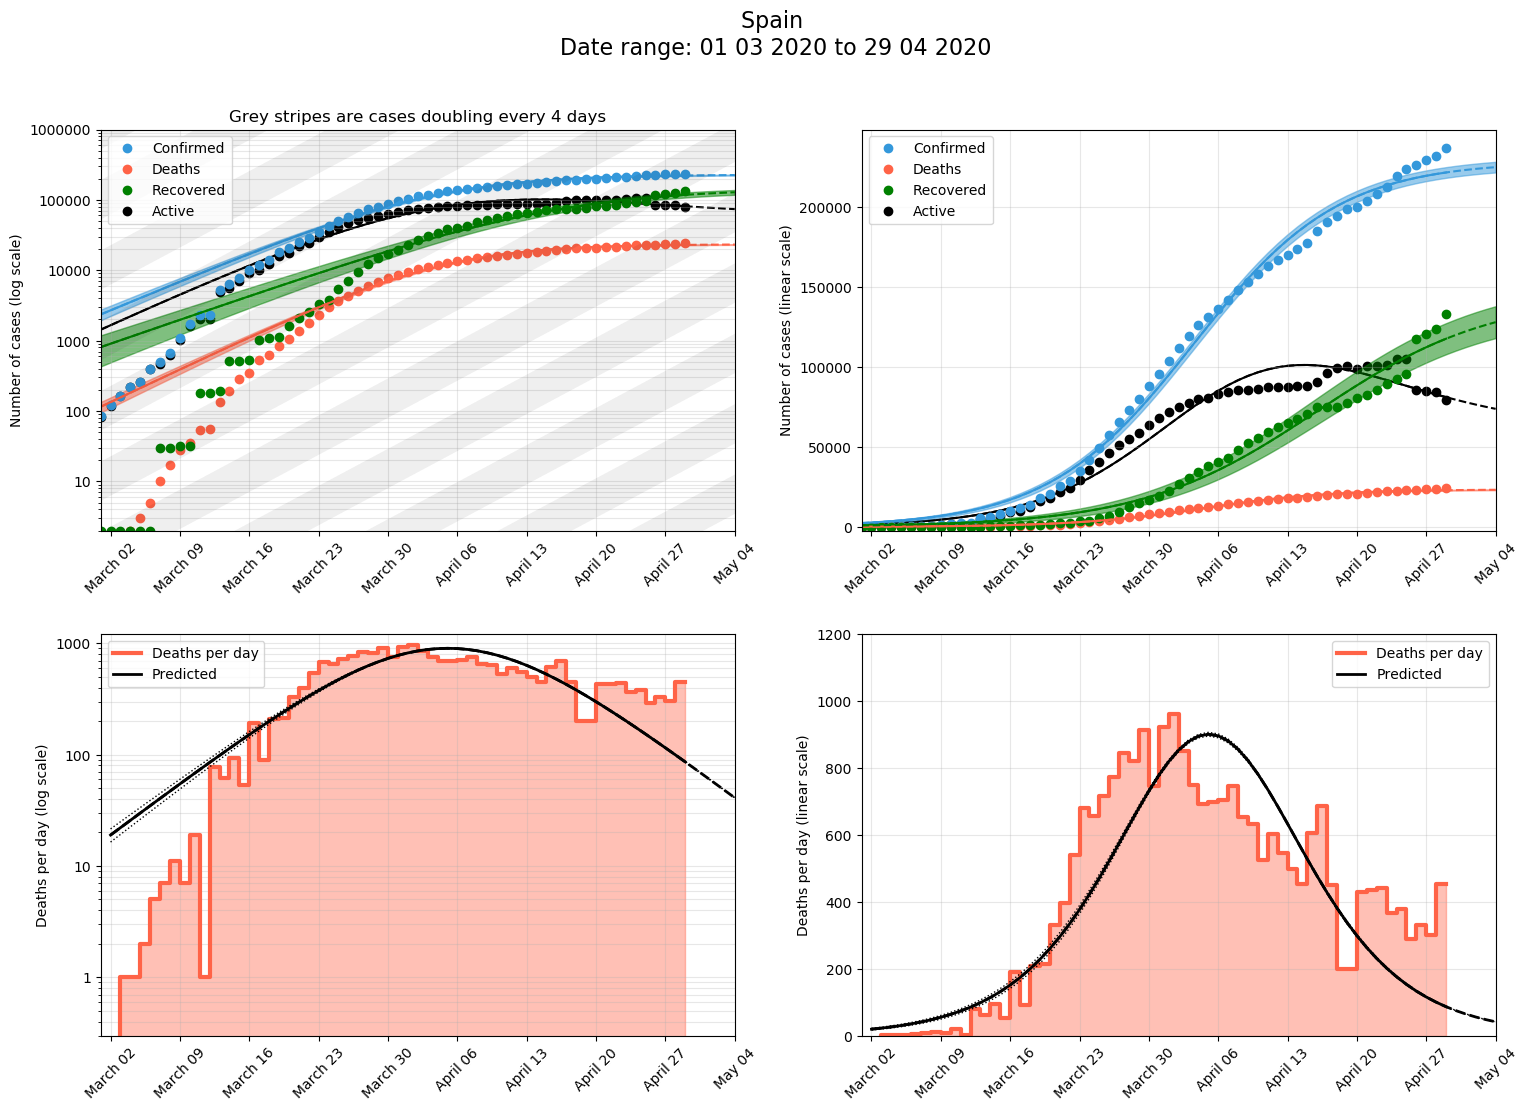 Spain
Date range: 01 03 2020 to 29 04 2020
Grey stripes are cases doubling every 4 days
Number of cases (log scale)
1000000
100000
10000
1000
100
10
Confirmed
Deaths
Recovered
Active
March 02
March 09
March 16
March 23
March 30
April 06
April 13
April 20
April 27
May 04
Number of cases (linear scale)
200000
150000
100000
50000
0
Confirmed
Deaths
Recovered
Active
March 02
March 09
March 16
March 23
March 30
April 06
April 13
April 20
April 27
May 04
Deaths per day (log scale)
1000
100
10
1
Deaths per day
Predicted
March 02
March 09
March 16
March 23
March 30
April 06
April 13
April 20
April 27
May 04
Deaths per day (linear scale)
1200
1000
800
600
400
200
0
Deaths per day
Predicted
March 02
March 09
March 16
March 23
March 30
April 06
April 13
April 20
April 27
May 04